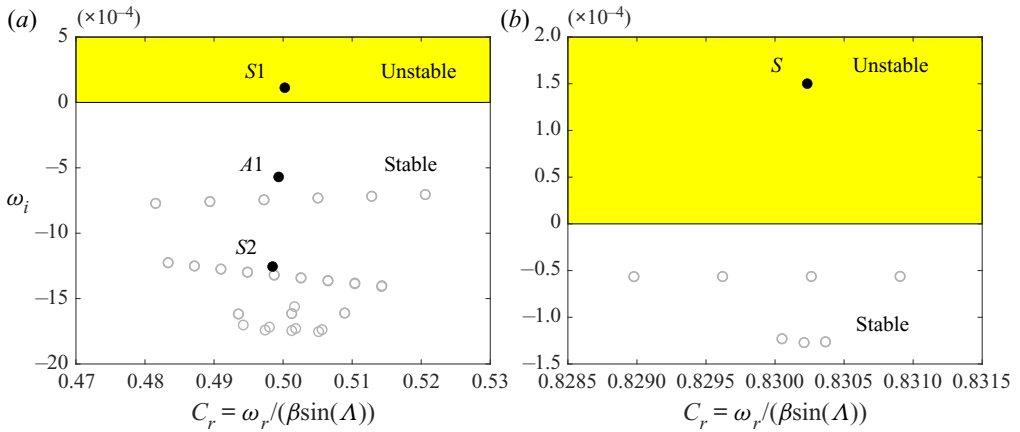 (a) (×10⁻⁴)
5
S1 Unstable
0
A1 Stable
−5
ω_i
S2
−10
−15
−20
0.47 0.48 0.49 0.50 0.51 0.52 0.53
C_r = ω_r/(βsin(Λ))
(b) (×10⁻⁴)
2.0
S Unstable
1.5
1.0
0.5
0
−0.5
−1.0
Stable
−1.5
0.8285 0.8290 0.8295 0.8300 0.8305 0.8310 0.8315
C_r = ω_r/(βsin(Λ))